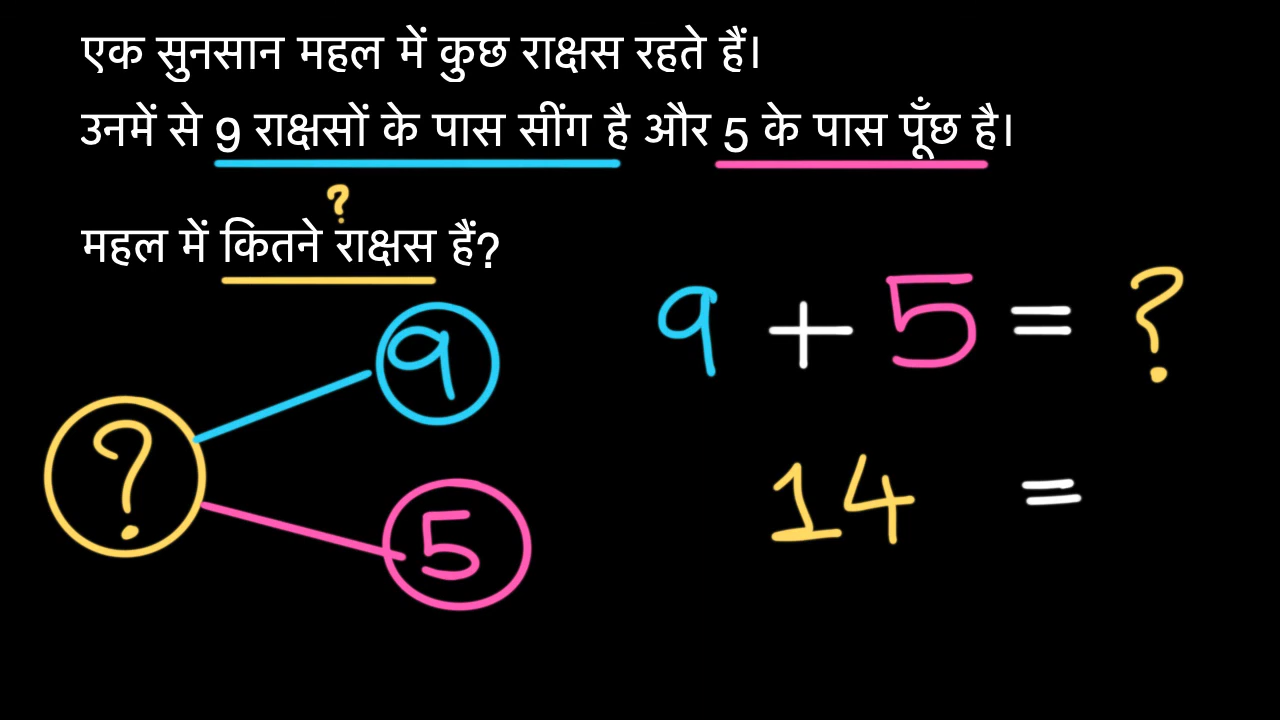 एक सुनसान महल में कुछ राक्षस रहते हैं।
उनमें से 9 राक्षसों के पास सींग है और 5 के पास पूँछ है।
?
महल में कितने राक्षस हैं?
9 + 5 = ?
9
?
14 =
5